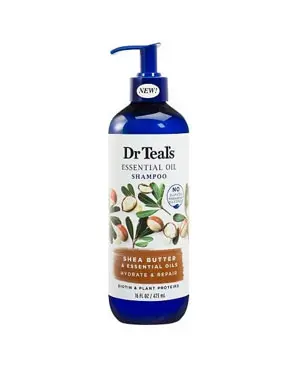 NEW!
Dr Teal's
ESSENTIAL OIL
SHAMPOO
NO
SHEA BUTTER
& ESSENTIAL OILS
HYDRATE & REPAIR
BIOTIN & PLANT PROTEINS
16 FL OZ / 473 mL